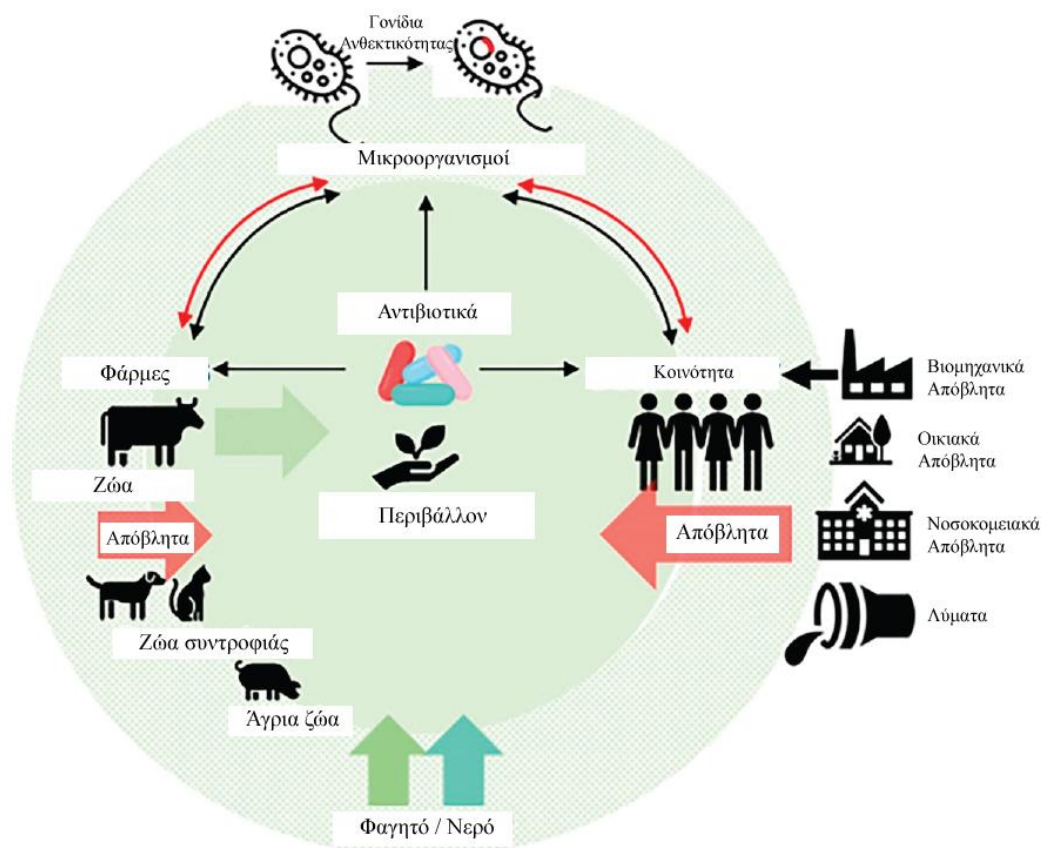 Γονίδια
Ανθεκτικότητας
Μικροοργανισμοί
Αντιβιοτικά
Φάρμες
Κοινότητα
Βιομηχανικά
Απόβλητα
Οικιακά
Απόβλητα
Ζώα
Περιβάλλον
Απόβλητα
Απόβλητα
Νοσοκομειακά
Απόβλητα
Ζώα συντροφιάς
Λύματα
Άγρια ζώα
Φαγητό / Νερό